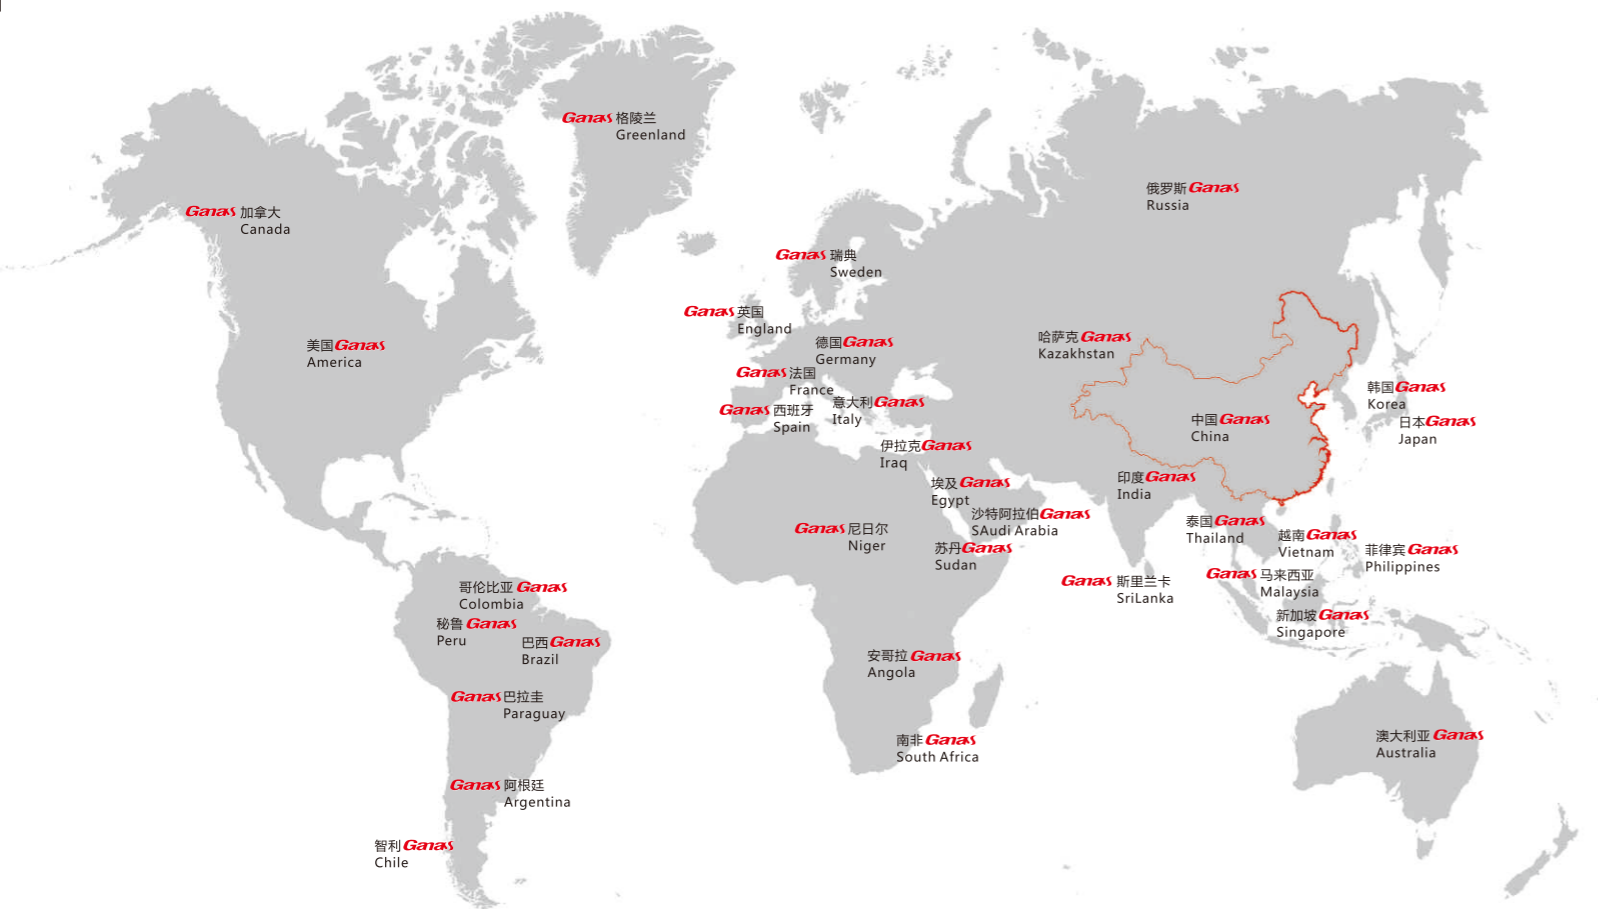 Ganas 格陵兰
Greenland
俄罗斯 Ganas
Russia
Ganas 加拿大
Canada
Ganas 瑞典
Sweden
Ganas 英国
England
美国 Ganas
America
德国 Ganas
Germany
哈萨克 Ganas
Kazakhstan
Ganas 法国
France
韩国 Ganas
Korea
Ganas 西班牙
Spain
意大利 Ganas
Italy
中国 Ganas
China
日本 Ganas
Japan
伊拉克 Ganas
Iraq
埃及 Ganas
Egypt
印度 Ganas
India
沙特阿拉伯 Ganas
SAudi Arabia
Ganas 尼日尔
Niger
苏丹 Ganas
Sudan
泰国 Ganas
Thailand
越南 Ganas
Vietnam
菲律宾 Ganas
Philippines
Ganas 斯里兰卡
SriLanka
Ganas 马来西亚
Malaysia
哥伦比亚 Ganas
Colombia
新加坡 Ganas
Singapore
秘鲁 Ganas
Peru
巴西 Ganas
Brazil
安哥拉 Ganas
Angola
Ganas 巴拉圭
Paraguay
南非 Ganas
South Africa
澳大利亚 Ganas
Australia
Ganas 阿根廷
Argentina
智利 Ganas
Chile